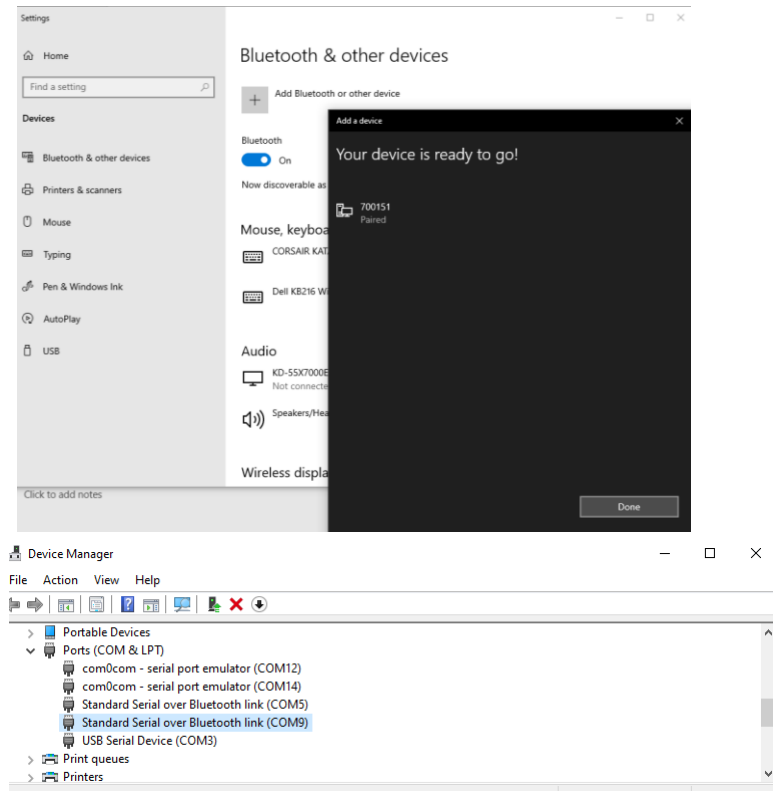 Settings
Home
Find a setting
Devices
Bluetooth & other devices
Printers & scanners
Mouse
Typing
Pen & Windows Ink
AutoPlay
USB
Bluetooth & other devices
Add Bluetooth or other device
Bluetooth
On
Now discoverable as
Mouse, keyboa
CORSAIR KAT
Dell KB216 Wi
Audio
KD-55X7000E
Not connecte
Speakers/Hea
Wireless displa
Click to add notes
Add a device
Your device is ready to go!
700151
Paired
Done
Device Manager
File Action View Help
Portable Devices
Ports (COM & LPT)
com0com - serial port emulator (COM12)
com0com - serial port emulator (COM14)
Standard Serial over Bluetooth link (COM5)
Standard Serial over Bluetooth link (COM9)
USB Serial Device (COM3)
Print queues
Printers